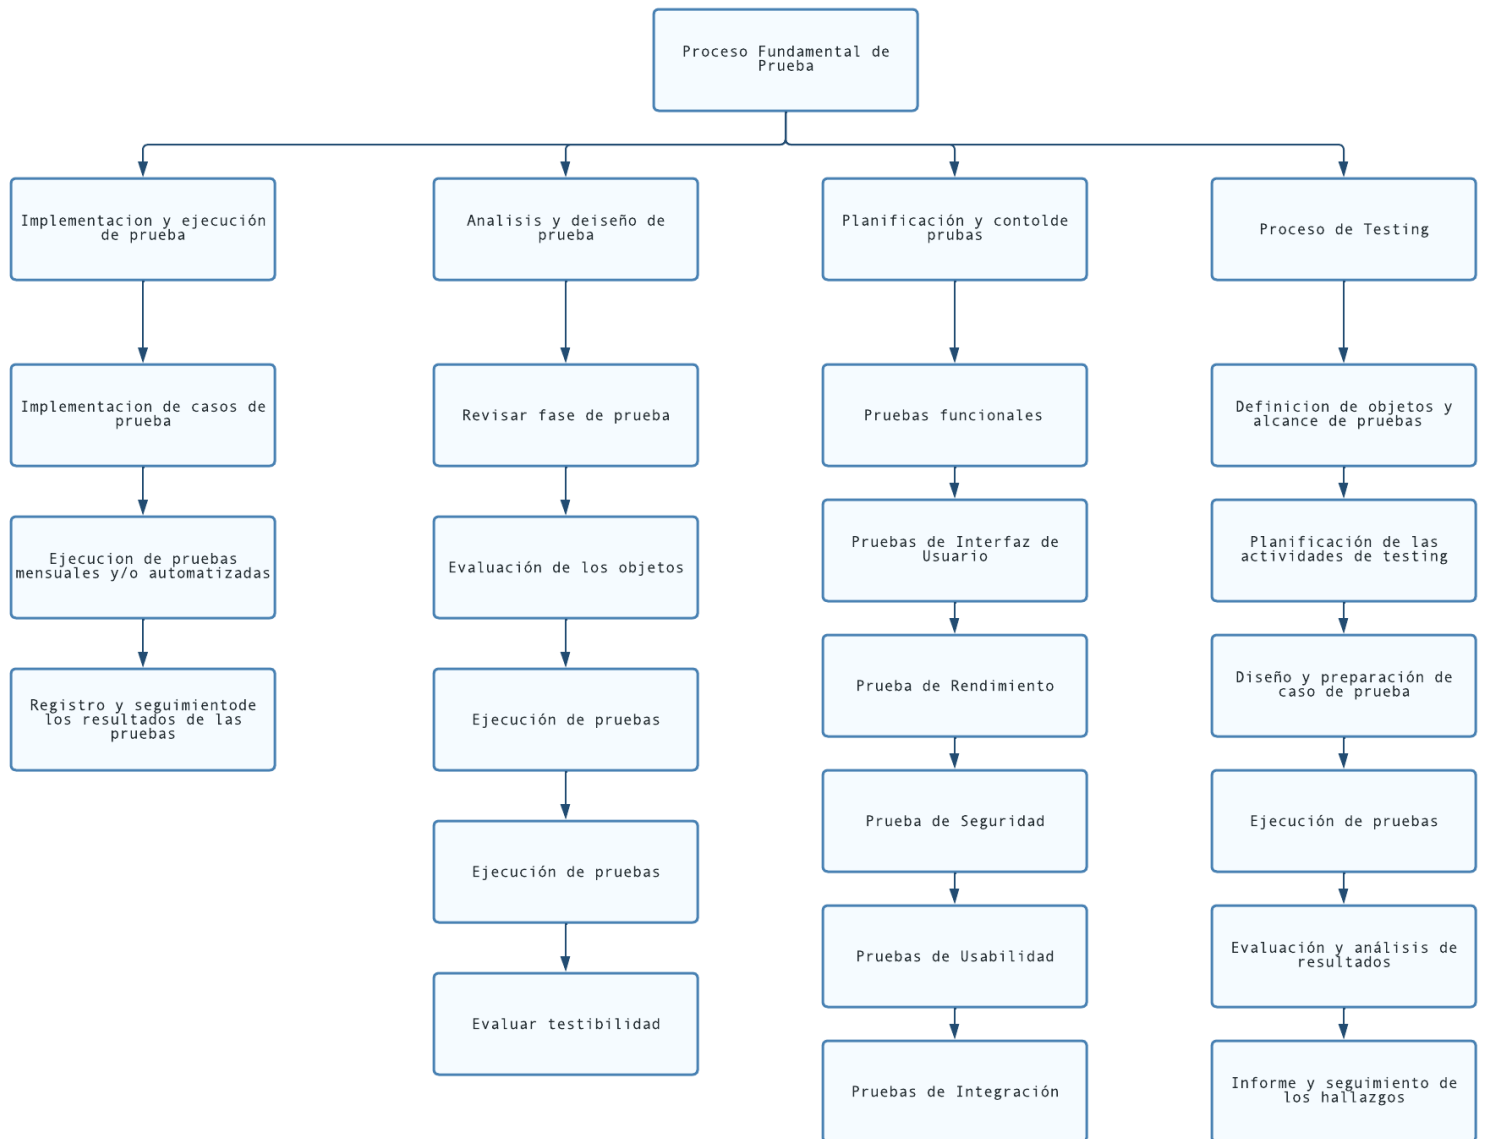 Proceso Fundamental de
Prueba
Implementacion y ejecución
de prueba
Analisis y deiseño de
prueba
Planificación y contolde
prubas
Proceso de Testing
Implementacion de casos de
prueba
Revisar fase de prueba
Pruebas funcionales
Definicion de objetos y
alcance de pruebas
Ejecucion de pruebas
mensuales y/o automatizadas
Evaluación de los objetos
Pruebas de Interfaz de
Usuario
Planificación de las
actividades de testing
Registro y seguimientode
los resultados de las
pruebas
Ejecución de pruebas
Prueba de Rendimiento
Diseño y preparación de
caso de prueba
Ejecución de pruebas
Prueba de Seguridad
Ejecución de pruebas
Evaluar testibilidad
Pruebas de Usabilidad
Evaluación y análisis de
resultados
Pruebas de Integración
Informe y seguimiento de
los hallazgos